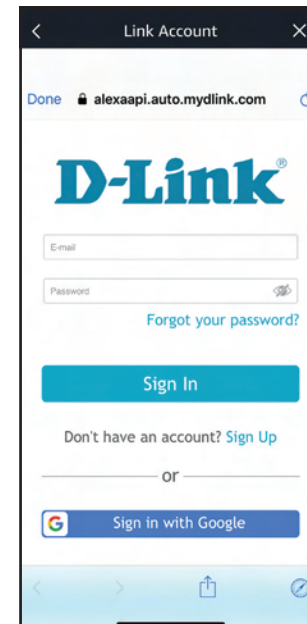 Link Account
Done alexaapi.auto.mydlink.com
D-Link®
E-mail
Password
Forgot your password?
Sign In
Don't have an account? Sign Up
or
G Sign in with Google